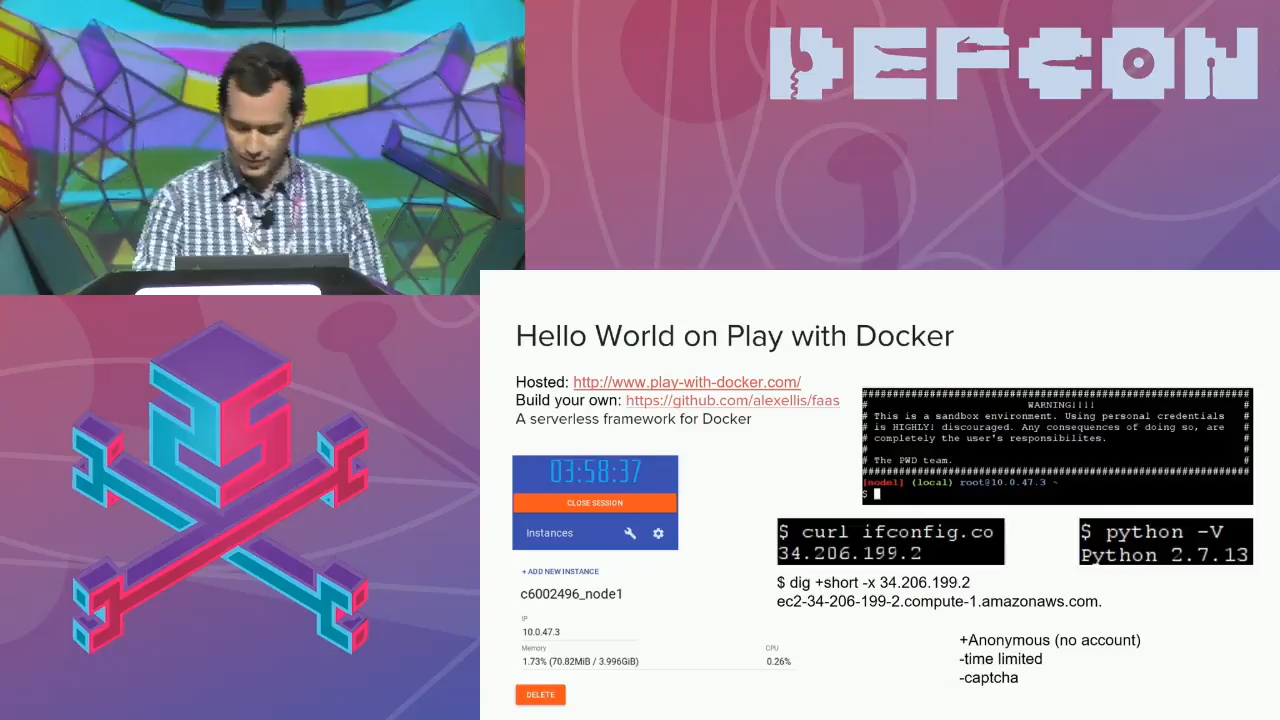 DEFCON
Hello World on Play with Docker
Hosted: http://www.play-with-docker.com/
Build your own: https://github.com/alexellis/faas
A serverless framework for Docker
03:58:37
CLOSE SESSION
Instances
+ ADD NEW INSTANCE
c6002496_node1
IP
10.0.47.3
Memory
1.73% (70.82MiB / 3.996GiB)
CPU
0.26%
DELETE
####################################################
# WARNING!!!! #
# This is a sandbox environment. Using personal credentials #
# is HIGHLY! discouraged. Any consequences of doing so, are #
# completely the user's responsibilites. #
# #
# The PWD team. #
####################################################
[node1] (local) root@10.0.47.3 ~
$
$ curl ifconfig.co
34.206.199.2
$ python -V
Python 2.7.13
$ dig +short -x 34.206.199.2
ec2-34-206-199-2.compute-1.amazonaws.com.
+Anonymous (no account)
-time limited
-captcha
25